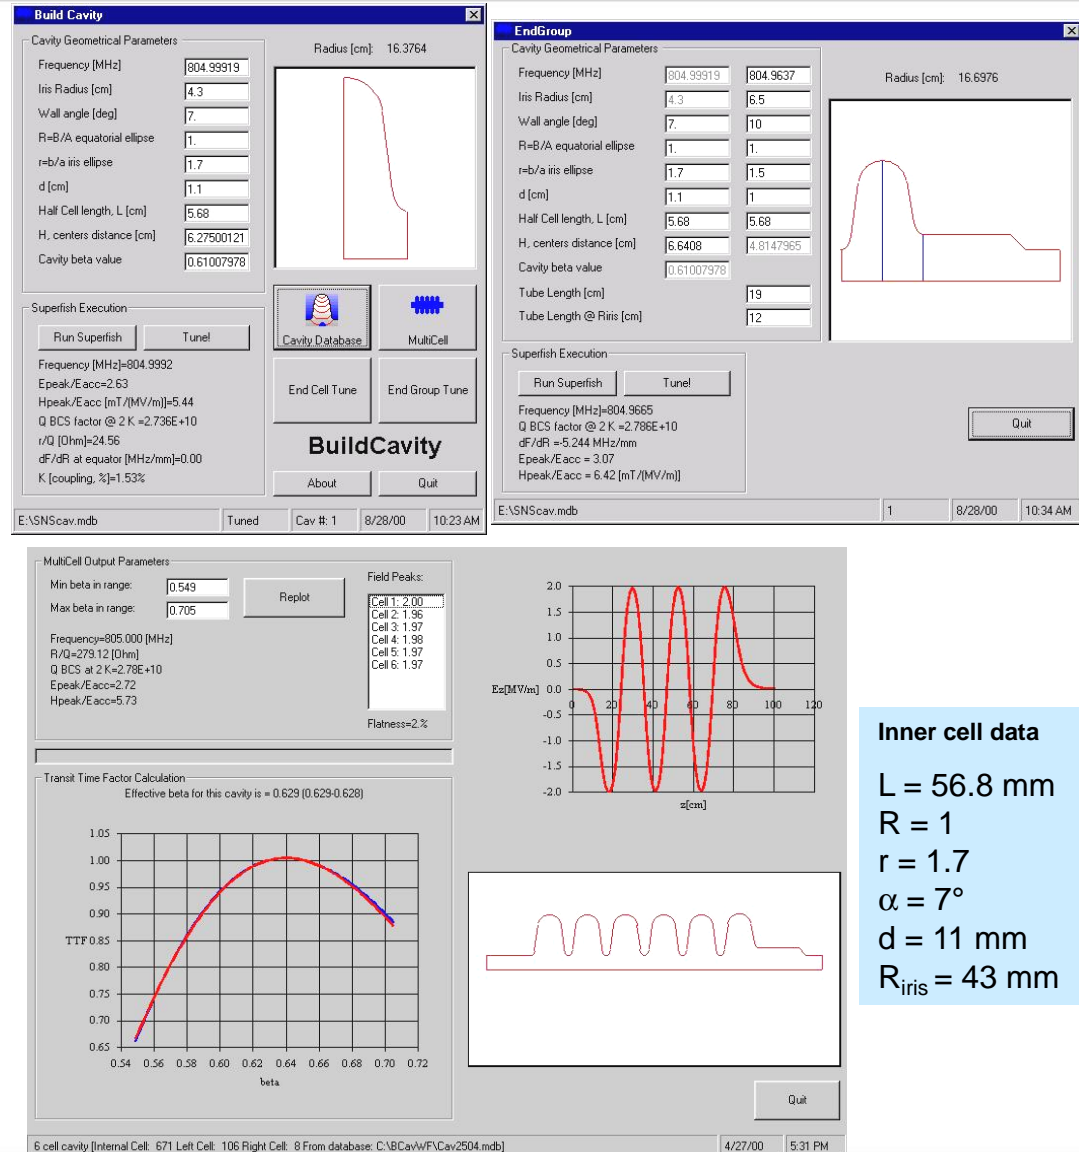 Build Cavity
Cavity Geometrical Parameters
Frequency [MHz] 804.99919
Iris Radius [cm] 4.3
Wall angle [deg] 7.
R=B/A equatorial ellipse 1.
r=b/a iris ellipse 1.7
d [cm] 1.1
Half Cell length, L [cm] 5.68
H, centers distance [cm] 6.27500121
Cavity beta value 0.61007978
Radius [cm]: 16.3764
Superfish Execution
Run Superfish Tune!
Frequency [MHz]=804.9992
Epeak/Eacc=2.63
Hpeak/Eacc [mT/(MV/m)]=5.44
Q BCS factor @ 2 K =2.736E+10
r/Q [Ohm]=24.56
dF/dR at equator [MHz/mm]=0.00
K [coupling, %]=1.53%
Cavity Database MultiCell
End Cell Tune End Group Tune
BuildCavity
About Quit
E:\SNScav.mdb Tuned Cav #: 1 8/28/00 10:23 AM
EndGroup
Cavity Geometrical Parameters
Frequency [MHz] 804.99919 804.9637
Iris Radius [cm] 4.3 6.5
Wall angle [deg] 7. 10
R=B/A equatorial ellipse 1. 1.
r=b/a iris ellipse 1.7 1.5
d [cm] 1.1 1
Half Cell length, L [cm] 5.68 5.68
H, centers distance [cm] 6.6408 4.8147965
Cavity beta value 0.61007978
Tube Length [cm] 19
Tube Length @ Riris [cm] 12
Radius [cm]: 16.6976
Superfish Execution
Run Superfish Tune!
Frequency [MHz]=804.9665
Q BCS factor @ 2 K =2.786E+10
dF/dR =-5.244 MHz/mm
Epeak/Eacc = 3.07
Hpeak/Eacc = 6.42 [mT/(MV/m)]
Quit
E:\SNScav.mdb 1 8/28/00 10:34 AM
MultiCell Output Parameters
Min beta in range: 0.549
Max beta in range: 0.705
Replot
Frequency=805.000 [MHz]
R/Q=279.12 [Ohm]
Q BCS at 2 K=2.78E+10
Epeak/Eacc=2.72
Hpeak/Eacc=5.73
Field Peaks:
Cell 1: 2.00
Cell 2: 1.96
Cell 3: 1.97
Cell 4: 1.98
Cell 5: 1.97
Cell 6: 1.97
Flatness=2.%
2.0
1.5
1.0
0.5
Ez[MV/m] 0.0
-0.5
-1.0
-1.5
-2.0
0 20 40 60 80 100 120
z[cm]
Transit Time Factor Calculation
Effective beta for this cavity is = 0.629 (0.629-0.628)
1.05
1.00
0.95
0.90
TTF 0.85
0.80
0.75
0.70
0.65
0.54 0.56 0.58 0.60 0.62 0.64 0.66 0.68 0.70 0.72
beta
Quit
6 cell cavity [Internal Cell: 671 Left Cell: 106 Right Cell: 8 From database: C:\BCavWF\Cav2504.mdb] 4/27/00 5:31 PM
Inner cell data
L = 56.8 mm
R = 1
r = 1.7
α = 7°
d = 11 mm
Riris = 43 mm